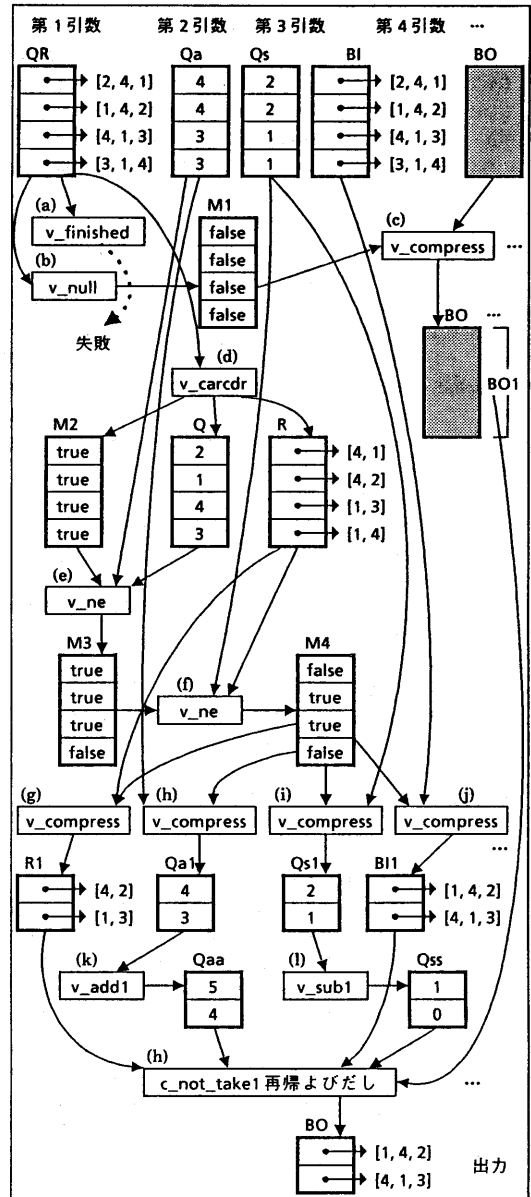 第1引数 第2引数 第3引数 第4引数 …
QR Qa Qs BI BO
[2, 4, 1] 4 2 [2, 4, 1]
[1, 4, 2] 4 2 [1, 4, 2]
[4, 1, 3] 3 1 [4, 1, 3]
[3, 1, 4] 3 1 [3, 1, 4]
(a)
v_finished
M1
false
false
false
false
(b)
v_null
失敗
(c)
v_compress …
BO …
BO1
(d)
v_carcdr
M2 Q R
true 2 [4, 1]
true 1 [4, 2]
true 4 [1, 3]
true 3 [1, 4]
(e)
v_ne
M3 M4
true false
true true
true true
false false
(f)
v_ne
(g) (h) (i) (j)
v_compress v_compress v_compress v_compress
…
R1 Qa1 Qs1 BI1
[4, 2] 4 2 [1, 4, 2]
[1, 3] 3 1 [4, 1, 3]
(k) Qaa (l) Qss
v_add1 5 v_sub1 1
4 0
(h)
c_not_take1 再帰よびだし …
BO
[1, 4, 2]
[4, 1, 3]
出力